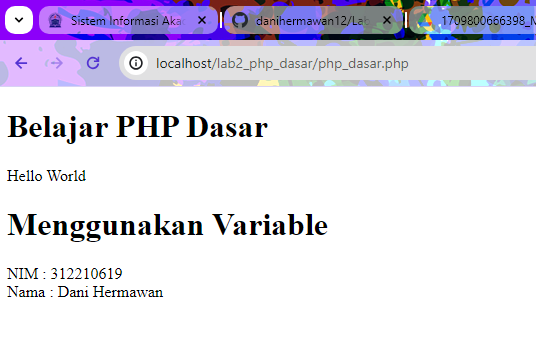 Sistem Informasi Aka
danihermawan12/Lab
1709800666398_M
localhost/lab2_php_dasar/php_dasar.php
Belajar PHP Dasar
Hello World
Menggunakan Variable
NIM : 312210619
Nama : Dani Hermawan